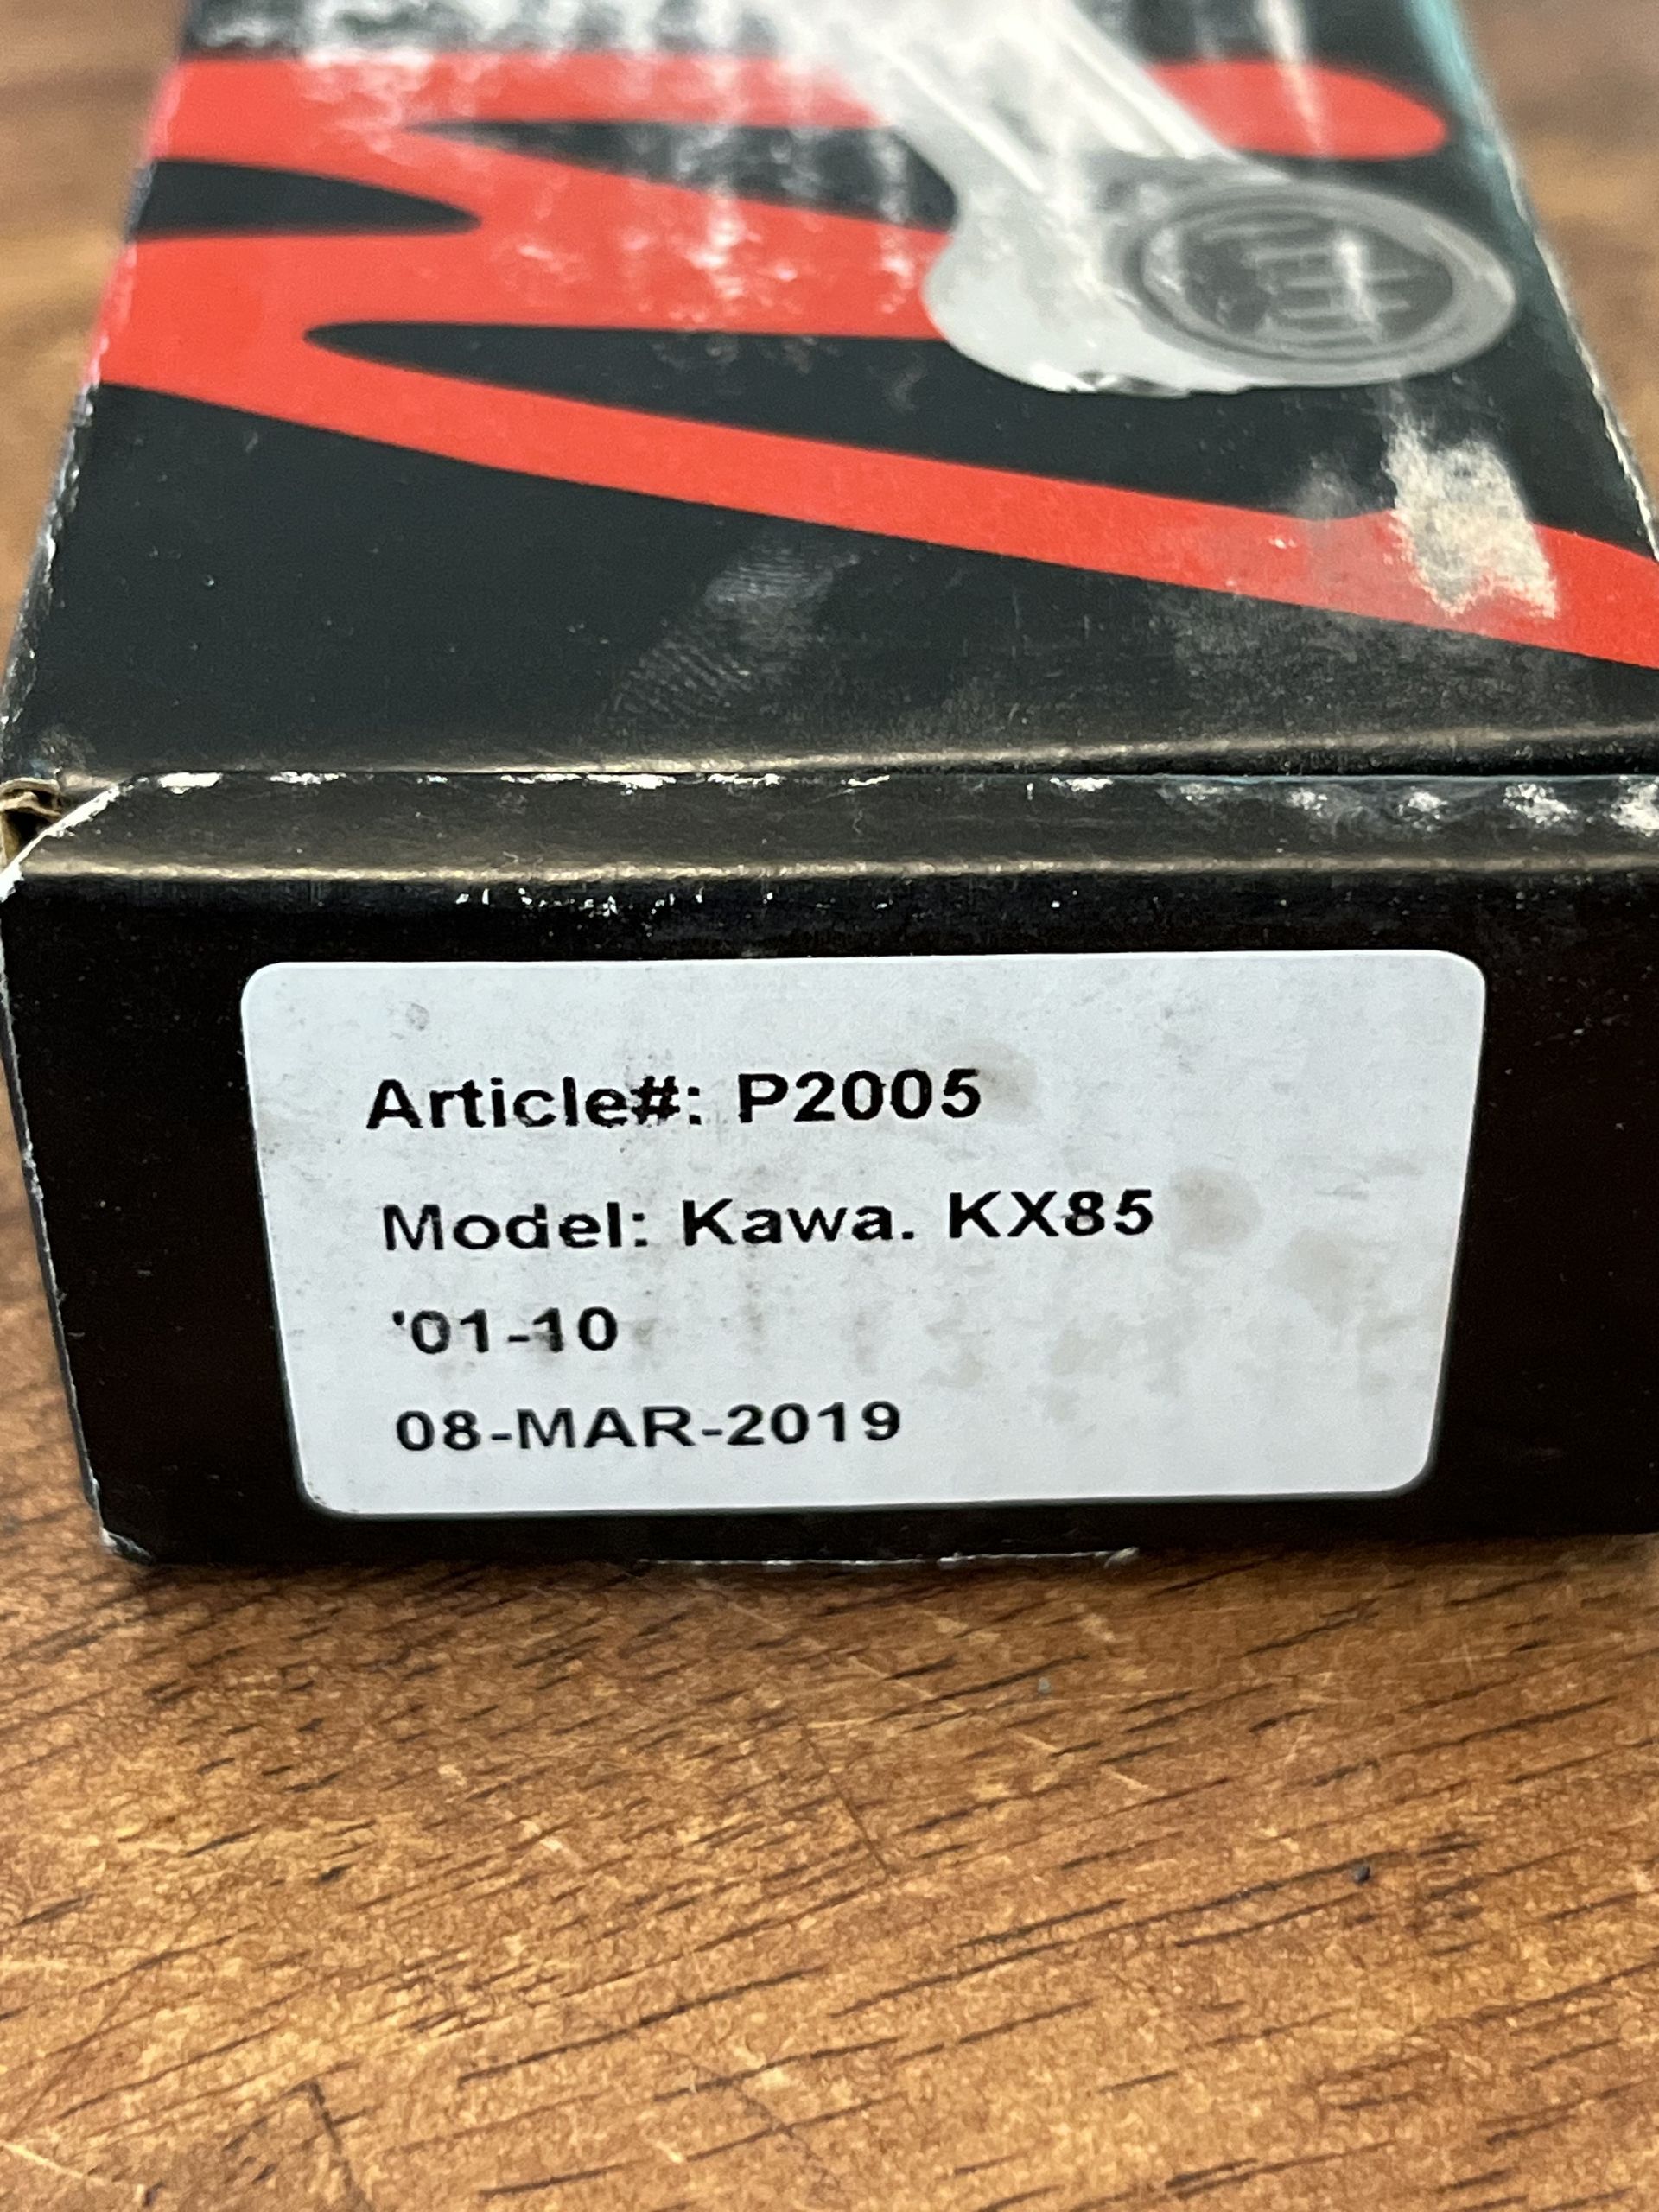 Article#: P2005
Model: Kawa. KX85
'01-10
08-MAR-2019